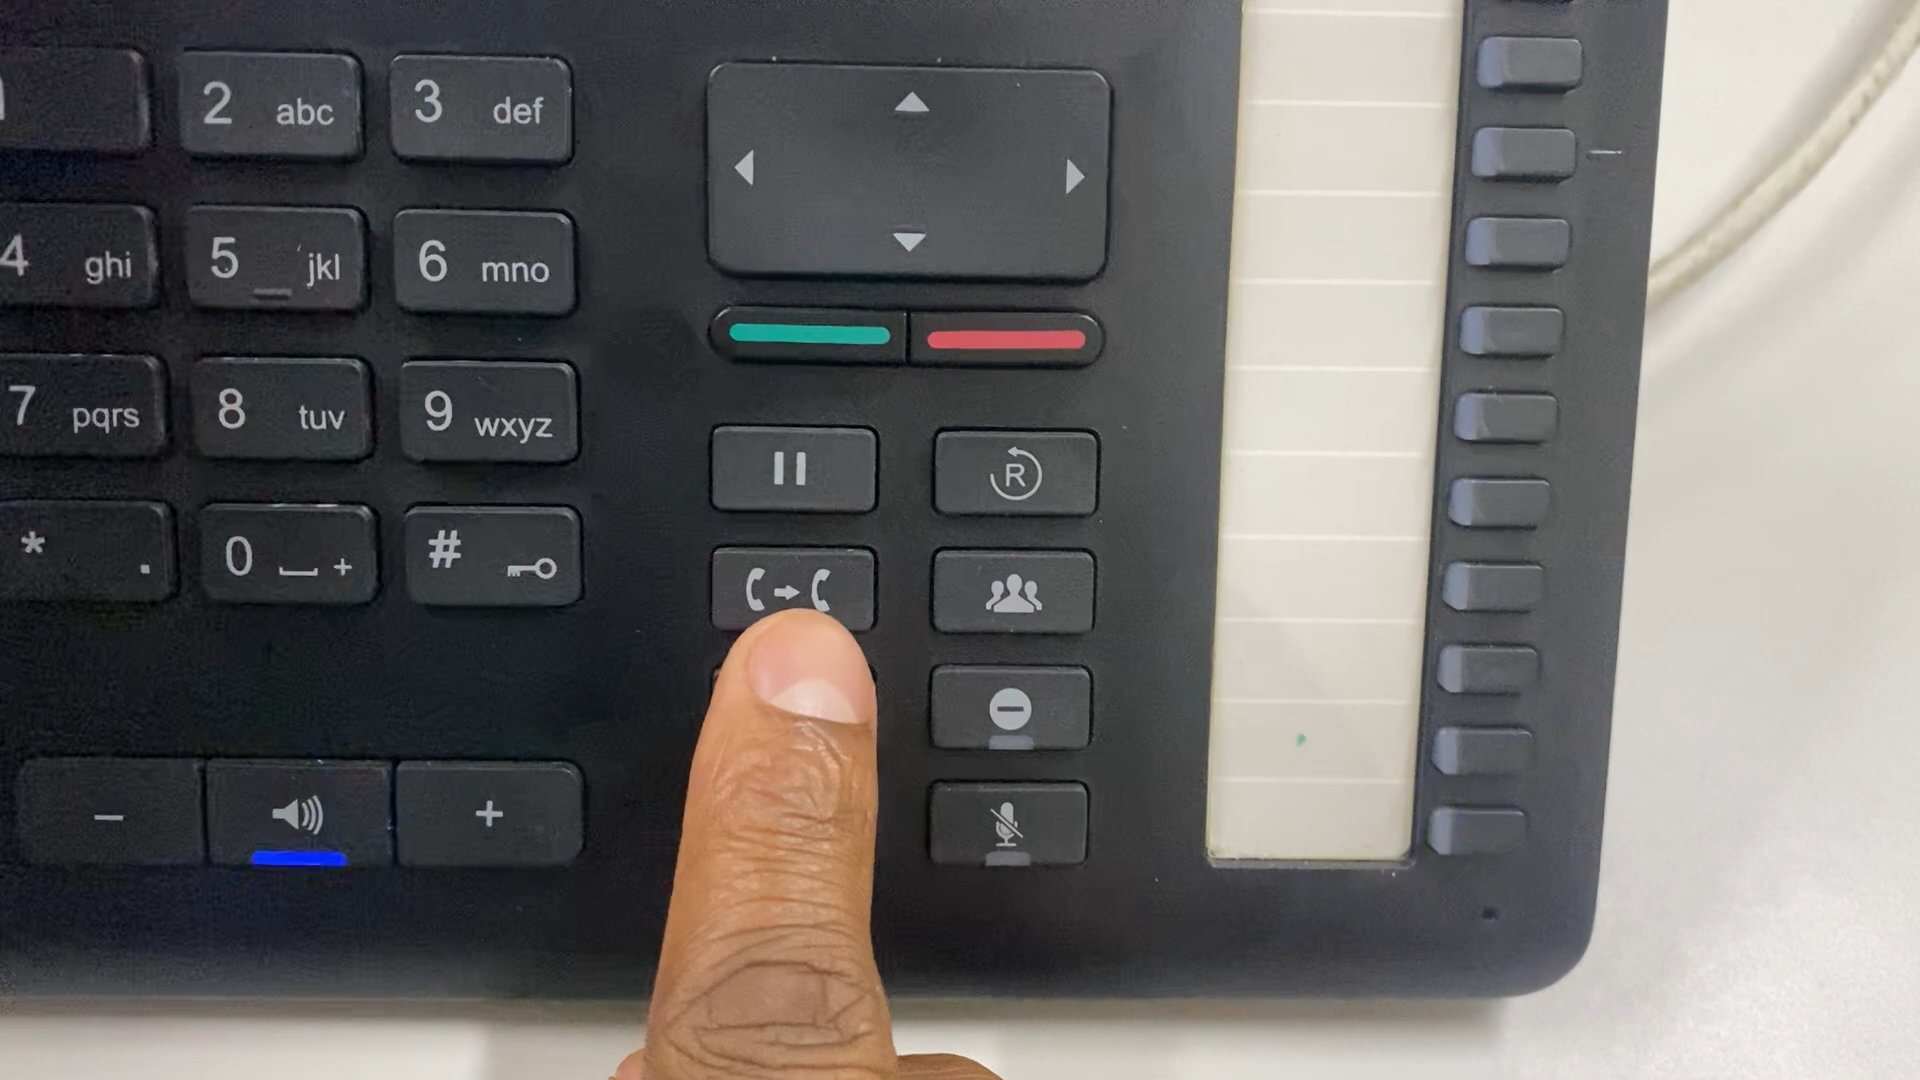 2 abc
3 def
4 ghi
5 jkl
6 mno
7 pqrs
8 tuv
9 wxyz
R
* .
0 +
#
- +